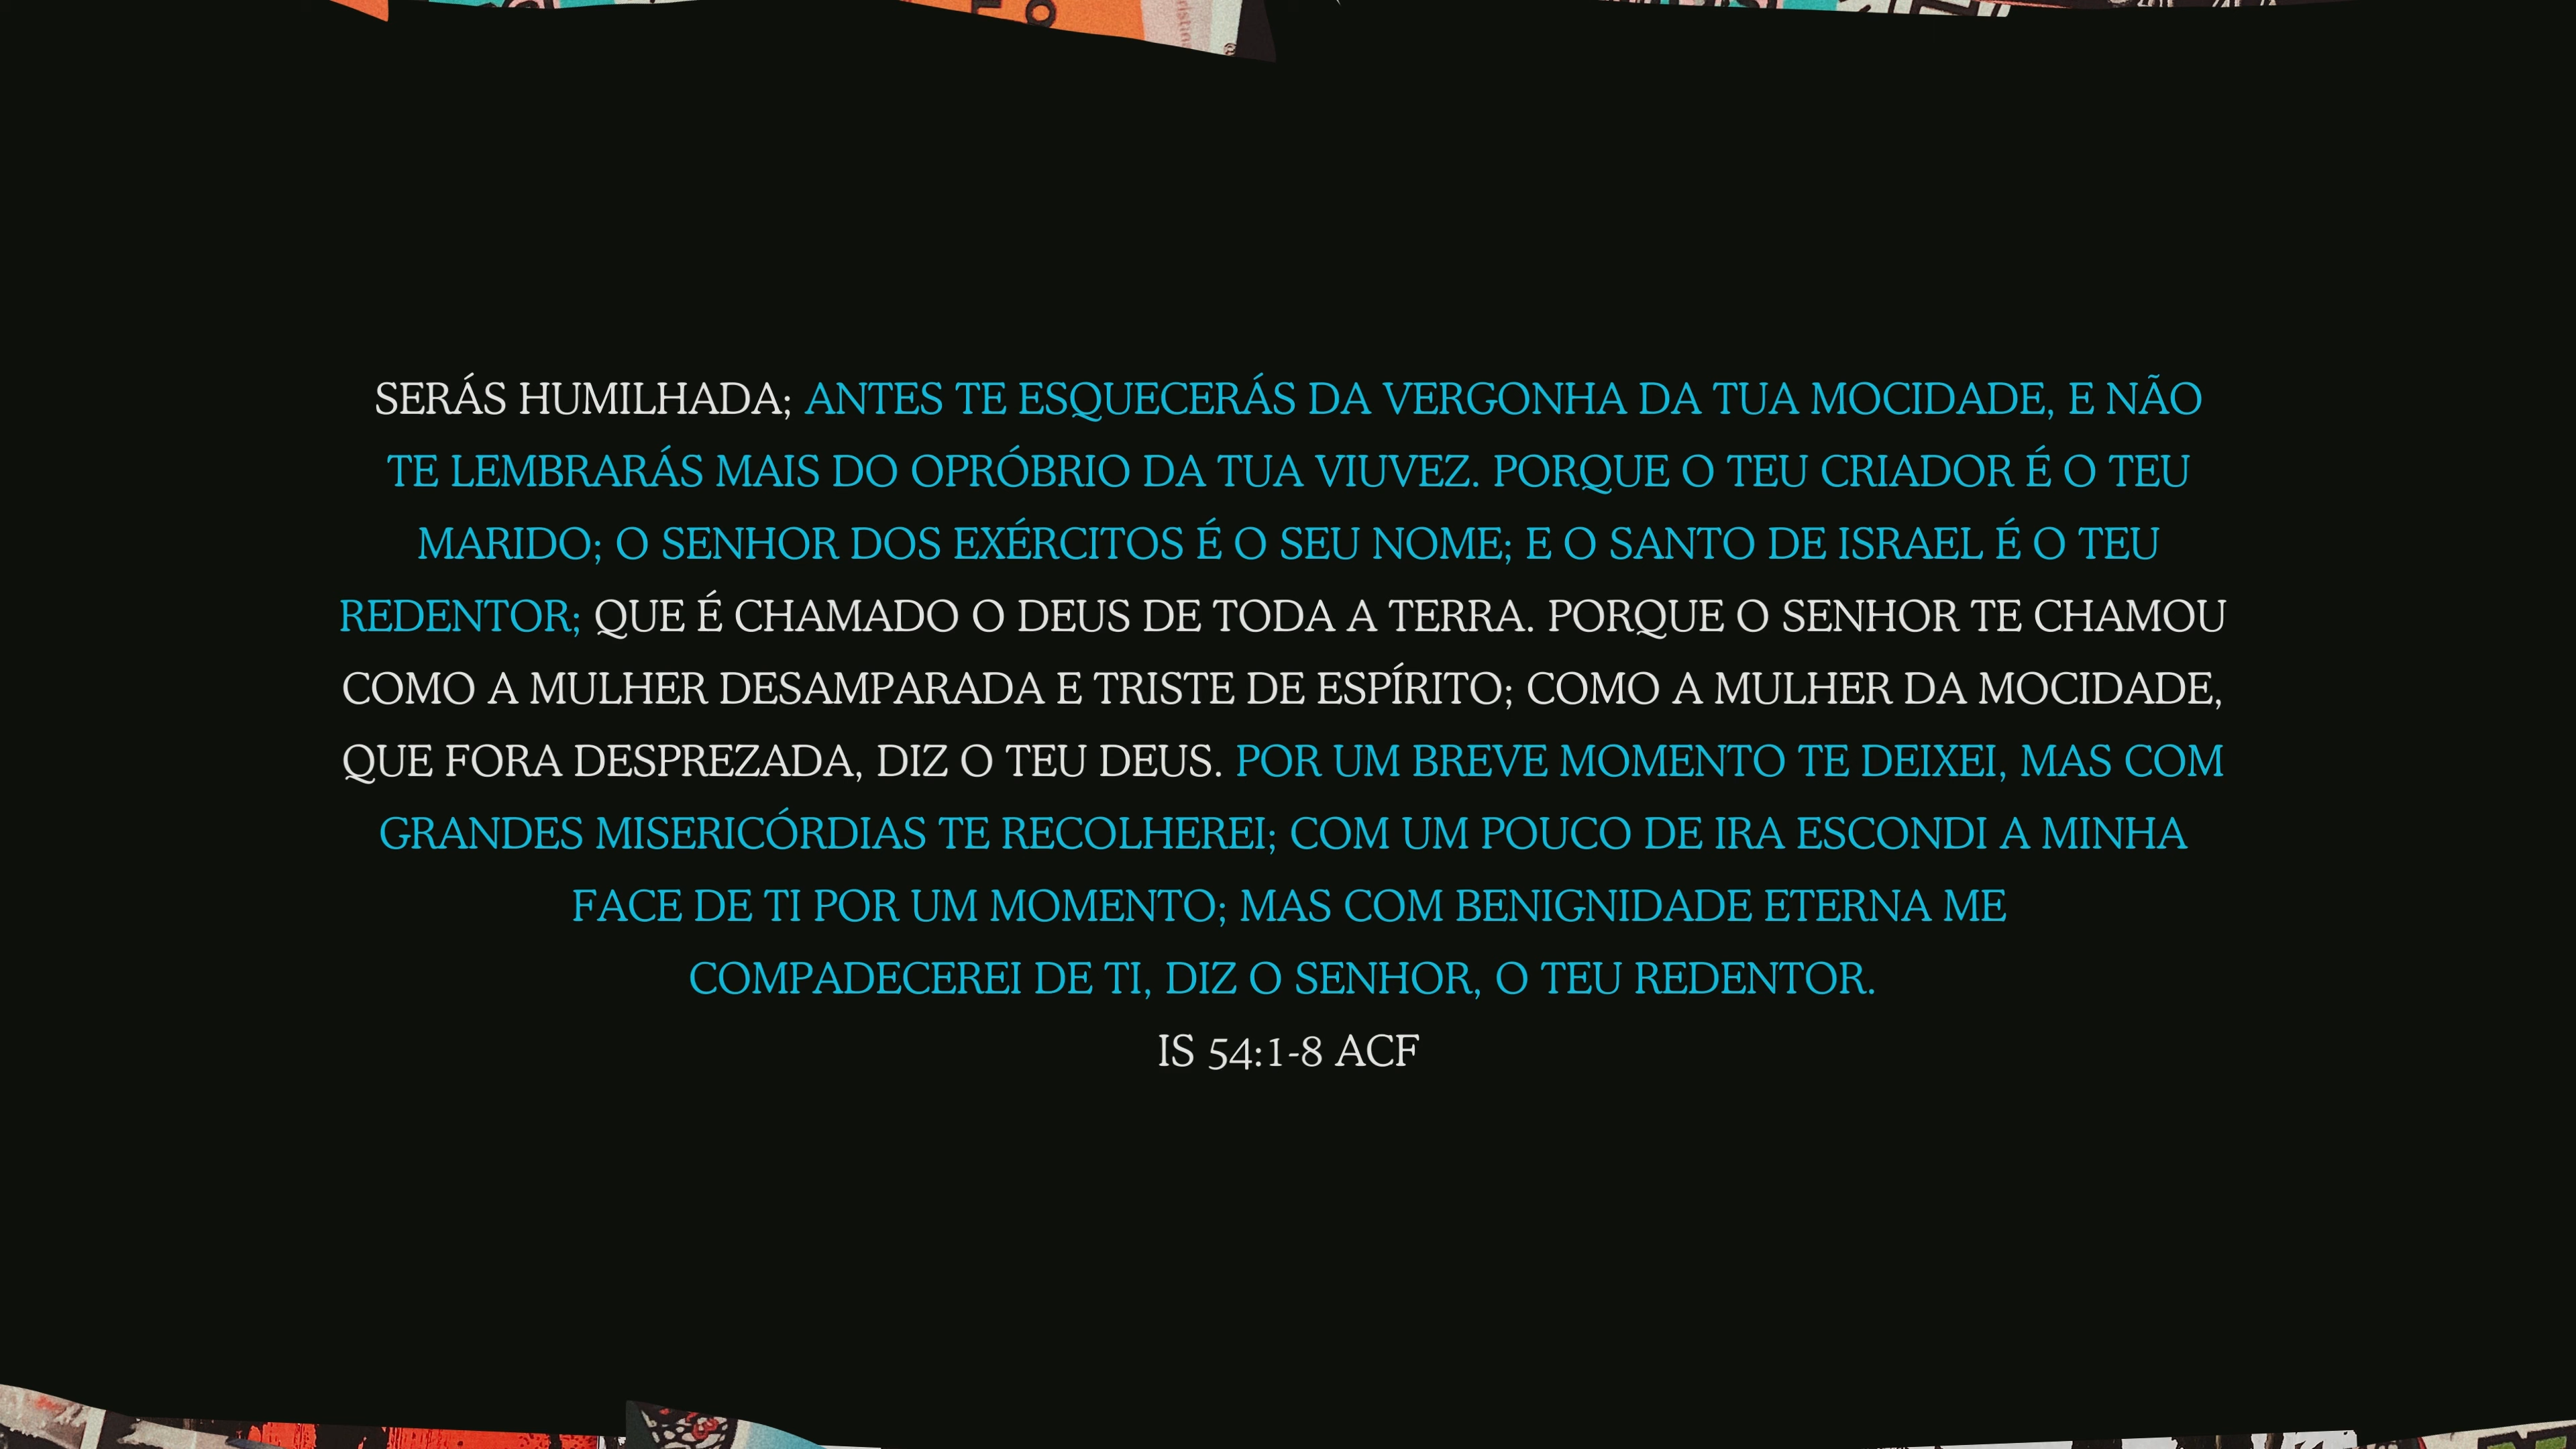 SERÁS HUMILHADA; ANTES TE ESQUECERÁS DA VERGONHA DA TUA MOCIDADE, E NÃO
TE LEMBRARÁS MAIS DO OPRÓBRIO DA TUA VIUVEZ. PORQUE O TEU CRIADOR É O TEU
MARIDO; O SENHOR DOS EXÉRCITOS É O SEU NOME; E O SANTO DE ISRAEL É O TEU
REDENTOR; QUE É CHAMADO O DEUS DE TODA A TERRA. PORQUE O SENHOR TE CHAMOU
COMO A MULHER DESAMPARADA E TRISTE DE ESPÍRITO; COMO A MULHER DA MOCIDADE,
QUE FORA DESPREZADA, DIZ O TEU DEUS. POR UM BREVE MOMENTO TE DEIXEI, MAS COM
GRANDES MISERICÓRDIAS TE RECOLHEREI; COM UM POUCO DE IRA ESCONDI A MINHA
FACE DE TI POR UM MOMENTO; MAS COM BENIGNIDADE ETERNA ME
COMPADECEREI DE TI, DIZ O SENHOR, O TEU REDENTOR.
IS 54:1-8 ACF